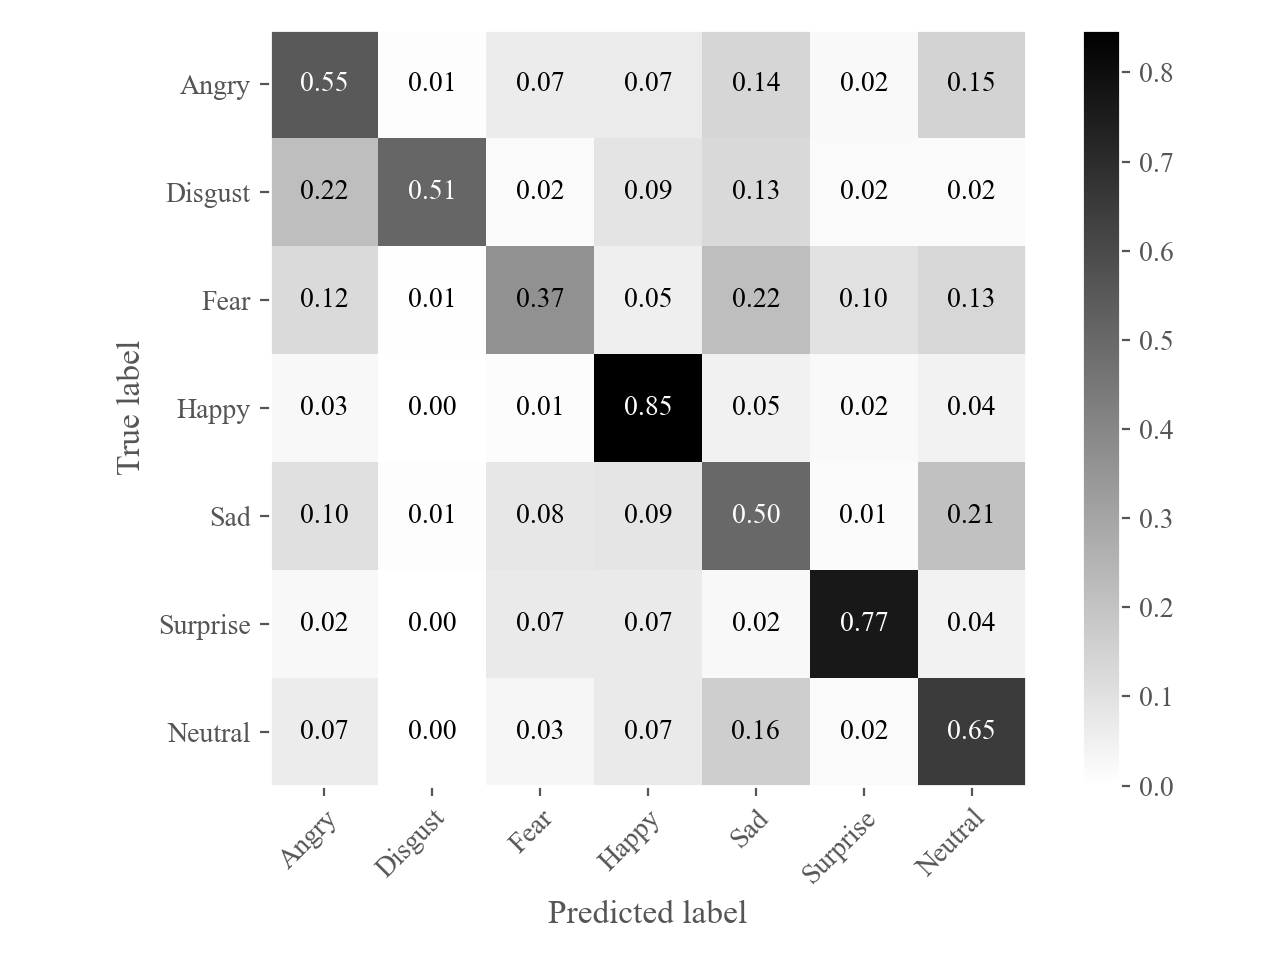 Angry 0.55 0.01 0.07 0.07 0.14 0.02 0.15
Disgust 0.22 0.51 0.02 0.09 0.13 0.02 0.02
Fear 0.12 0.01 0.37 0.05 0.22 0.10 0.13
Happy 0.03 0.00 0.01 0.85 0.05 0.02 0.04
Sad 0.10 0.01 0.08 0.09 0.50 0.01 0.21
Surprise 0.02 0.00 0.07 0.07 0.02 0.77 0.04
Neutral 0.07 0.00 0.03 0.07 0.16 0.02 0.65
Angry Disgust Fear Happy Sad Surprise Neutral
Predicted label
True label
0.8
0.7
0.6
0.5
0.4
0.3
0.2
0.1
0.0